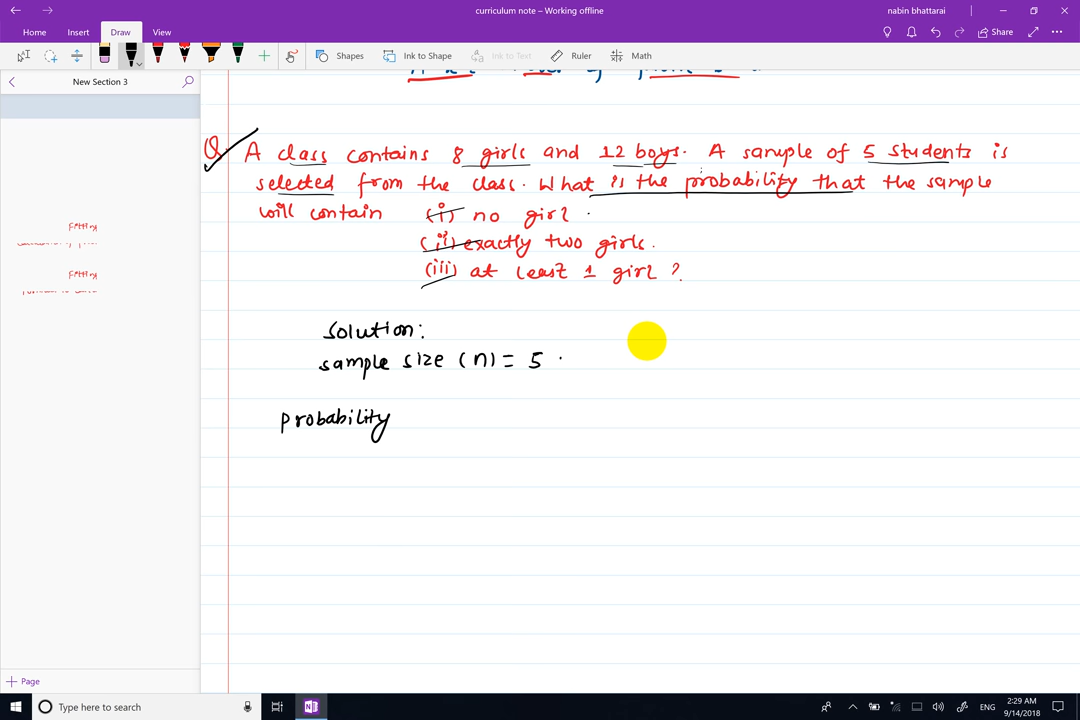 curriculum note – Working offline
nabin bhattarai
Home Insert Draw View
Share
Shapes Ink to Shape Ink to Text Ruler Math
New Section 3
Q. A class contains 8 girls and 12 boys. A sample of 5 students is
selected from the class. What is the probability that the sample
will contain (i) no girl.
(ii) exactly two girls.
(iii) at least 1 girl ?
Solution:
sample size (n) = 5.
probability
+ Page
Type here to search
ENG
2:29 AM
9/14/2018